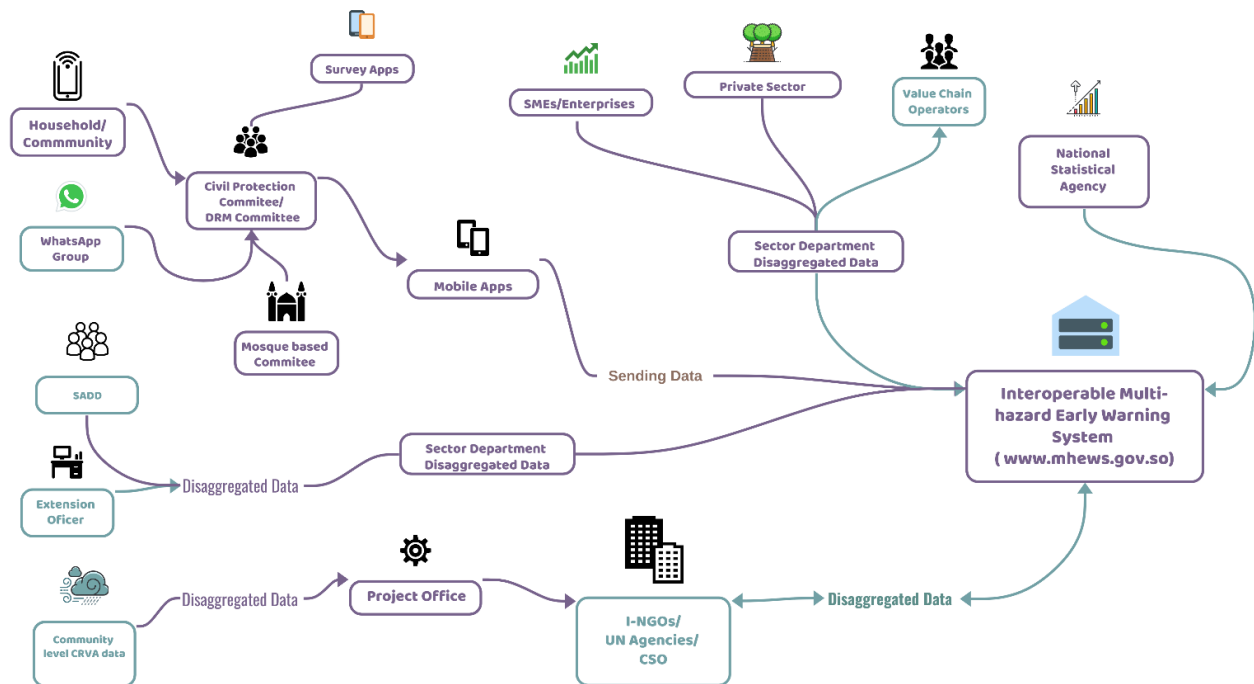 Survey Apps
Household/
Commmunity
SMEs/Enterprises
Private Sector
Value Chain
Operators
National
Statistical
Agency
Civil Protection
Commitee/
DRM Committee
WhatsApp
Group
Mobile Apps
Sector Department
Disaggregated Data
Mosque based
Commitee
Sending Data
SADD
Interoperable Multi-
hazard Early Warning
System
( www.mhews.gov.so)
Sector Department
Disaggregated Data
Disaggregated Data
Extension
Oficer
Disaggregated Data
Project Office
I-NGOs/
UN Agencies/
CSO
Disaggregated Data
Community
level CRVA data